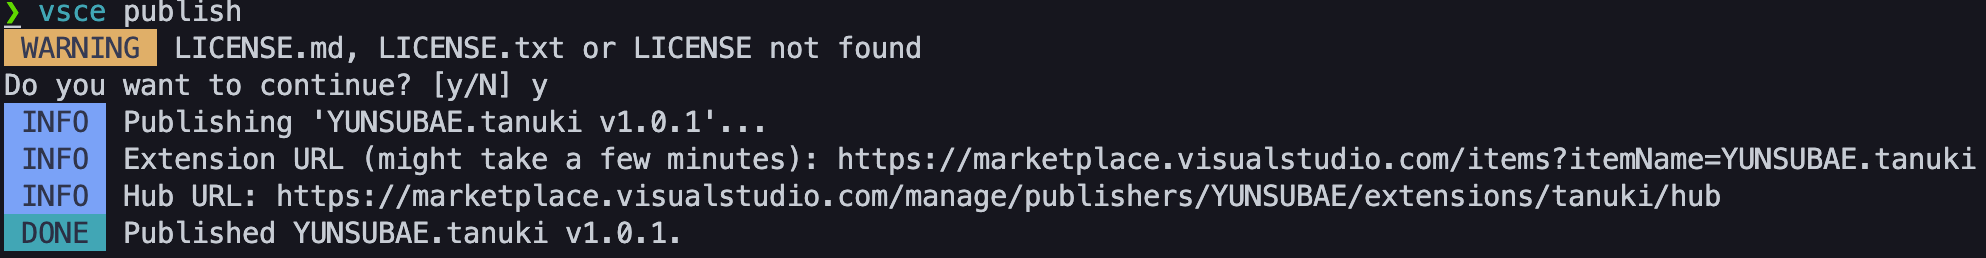 ❯ vsce publish
WARNING LICENSE.md, LICENSE.txt or LICENSE not found
Do you want to continue? [y/N] y
INFO Publishing 'YUNSUBAE.tanuki v1.0.1'...
INFO Extension URL (might take a few minutes): https://marketplace.visualstudio.com/items?itemName=YUNSUBAE.tanuki
INFO Hub URL: https://marketplace.visualstudio.com/manage/publishers/YUNSUBAE/extensions/tanuki/hub
DONE Published YUNSUBAE.tanuki v1.0.1.